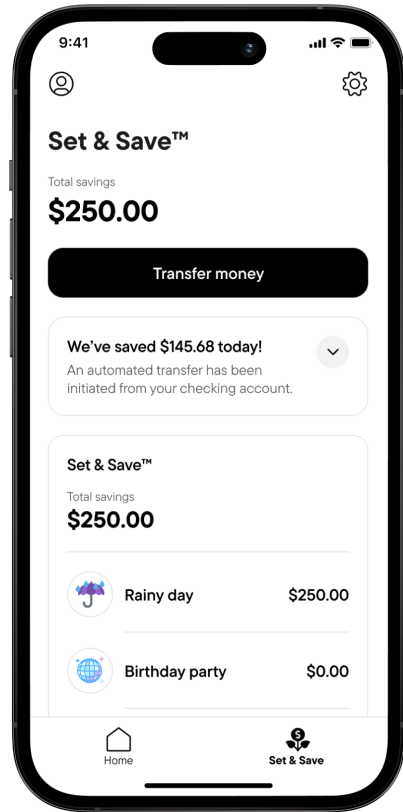 9:41
Set & Save™
Total savings
$250.00
Transfer money
We’ve saved $145.68 today!
An automated transfer has been
initiated from your checking account.
Set & Save™
Total savings
$250.00
Rainy day $250.00
Birthday party $0.00
Home
Set & Save